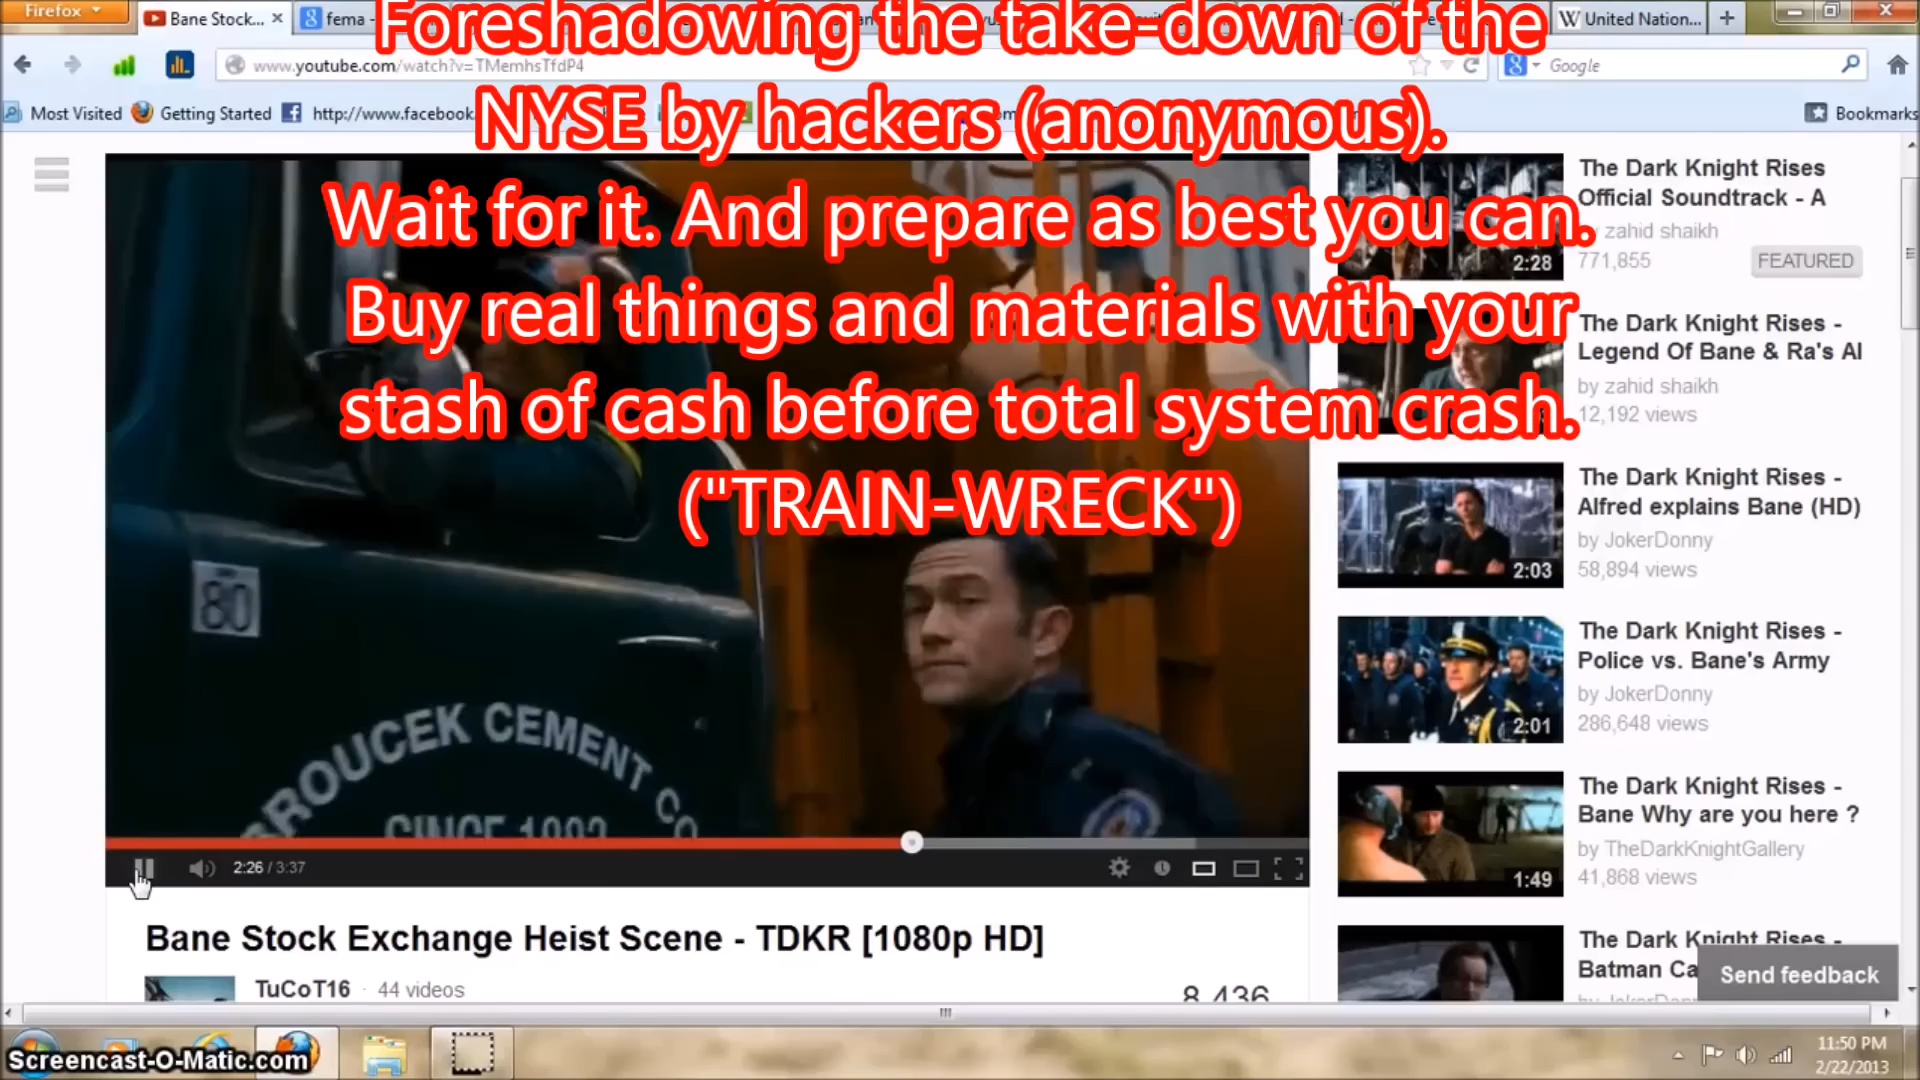 Firefox
Bane Stock...
fema -
United Nation...
Foreshadowing the take-down of the
www.youtube.com/watch?v=TMemhsTfdP4
Google
NYSE by hackers (anonymous).
Most Visited
Getting Started
http://www.facebook.
Bookmarks
Wait for it. And prepare as best you can.
Buy real things and materials with your
stash of cash before total system crash.
("TRAIN-WRECK")
80
BROUCEK CEMENT CO
2:26 / 3:37
Bane Stock Exchange Heist Scene - TDKR [1080p HD]
TuCoT16 · 44 videos
8,436
The Dark Knight Rises
Official Soundtrack - A
zahid shaikh
771,855
FEATURED
2:28
The Dark Knight Rises -
Legend Of Bane & Ra's Al
by zahid shaikh
12,192 views
The Dark Knight Rises -
Alfred explains Bane (HD)
by JokerDonny
58,894 views
2:03
The Dark Knight Rises -
Police vs. Bane's Army
by JokerDonny
286,648 views
2:01
The Dark Knight Rises -
Bane Why are you here ?
by TheDarkKnightGallery
41,868 views
1:49
The Dark Knight Rises -
Batman Ca
Send feedback
Screencast-O-Matic.com
11:50 PM
2/22/2013